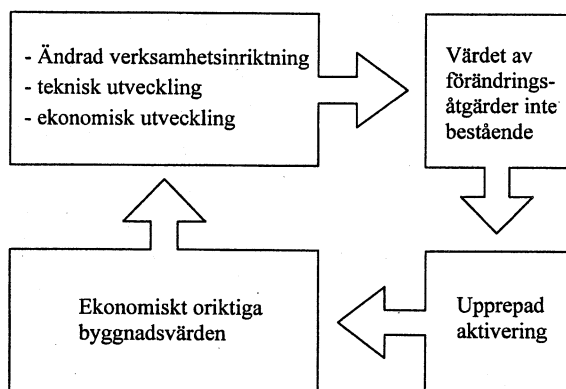 - Ändrad verksamhetsinriktning
- teknisk utveckling
- ekonomisk utveckling
Värdet av
förändrings-
åtgärder inte
bestående
Upprepad
aktivering
Ekonomiskt oriktiga
byggnadsvärden